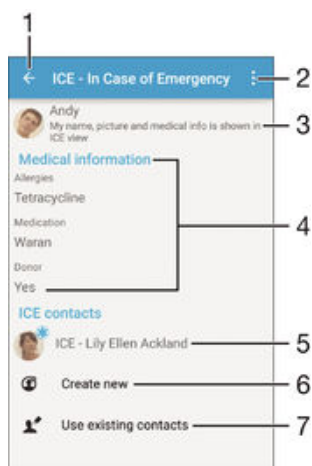 1
ICE - In Case of Emergency
2
Andy
My name, picture and medical info is shown in
ICE view
3
Medical information
Allergies
Tetracycline
Medication
Waran
Donor
Yes
4
ICE contacts
ICE - Lily Ellen Ackland
5
Create new
6
Use existing contacts
7